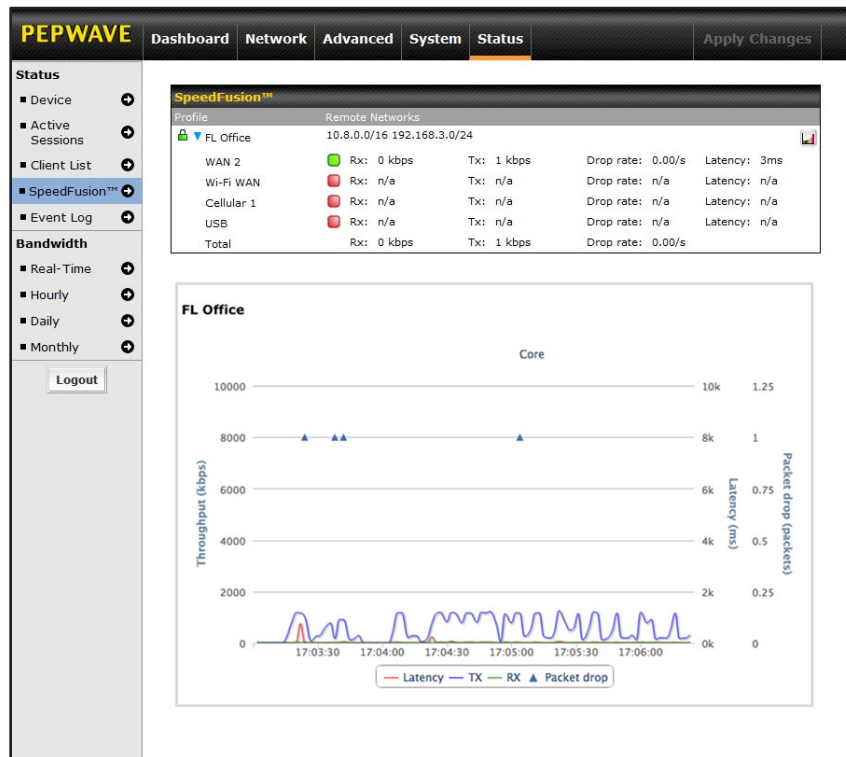 PEPWAVE
Dashboard Network Advanced System Status Apply Changes
Status
Device
Active Sessions
Client List
SpeedFusion™
Event Log
Bandwidth
Real-Time
Hourly
Daily
Monthly
Logout
SpeedFusion™
Profile Remote Networks
FL Office 10.8.0.0/16 192.168.3.0/24
WAN 2 Rx: 0 kbps Tx: 1 kbps Drop rate: 0.00/s Latency: 3ms
Wi-Fi WAN Rx: n/a Tx: n/a Drop rate: n/a Latency: n/a
Cellular 1 Rx: n/a Tx: n/a Drop rate: n/a Latency: n/a
USB Rx: n/a Tx: n/a Drop rate: n/a Latency: n/a
Total Rx: 0 kbps Tx: 1 kbps Drop rate: 0.00/s
FL Office
Core
10000 10k 1.25
8000 8k 1
6000 6k 0.75
4000 4k 0.5
2000 2k 0.25
0 0k 0
Throughput (kbps)
Latency (ms)
Packet drop (packets)
17:03:30 17:04:00 17:04:30 17:05:00 17:05:30 17:06:00
Latency TX RX Packet drop